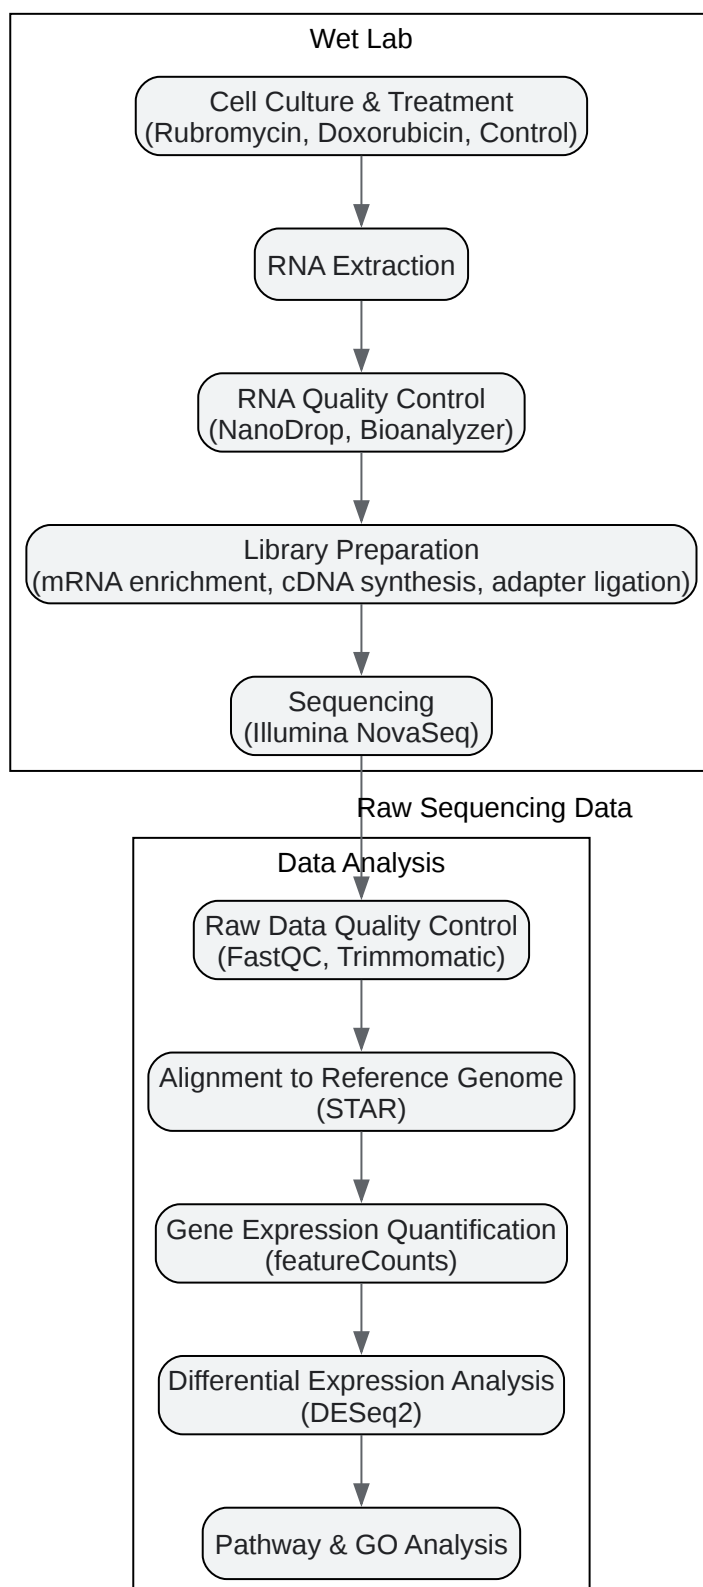 Wet Lab
Cell Culture & Treatment
(Rubromycin, Doxorubicin, Control)
RNA Extraction
RNA Quality Control
(NanoDrop, Bioanalyzer)
Library Preparation
(mRNA enrichment, cDNA synthesis, adapter ligation)
Sequencing
(Illumina NovaSeq)
Raw Sequencing Data
Data Analysis
Raw Data Quality Control
(FastQC, Trimmomatic)
Alignment to Reference Genome
(STAR)
Gene Expression Quantification
(featureCounts)
Differential Expression Analysis
(DESeq2)
Pathway & GO Analysis